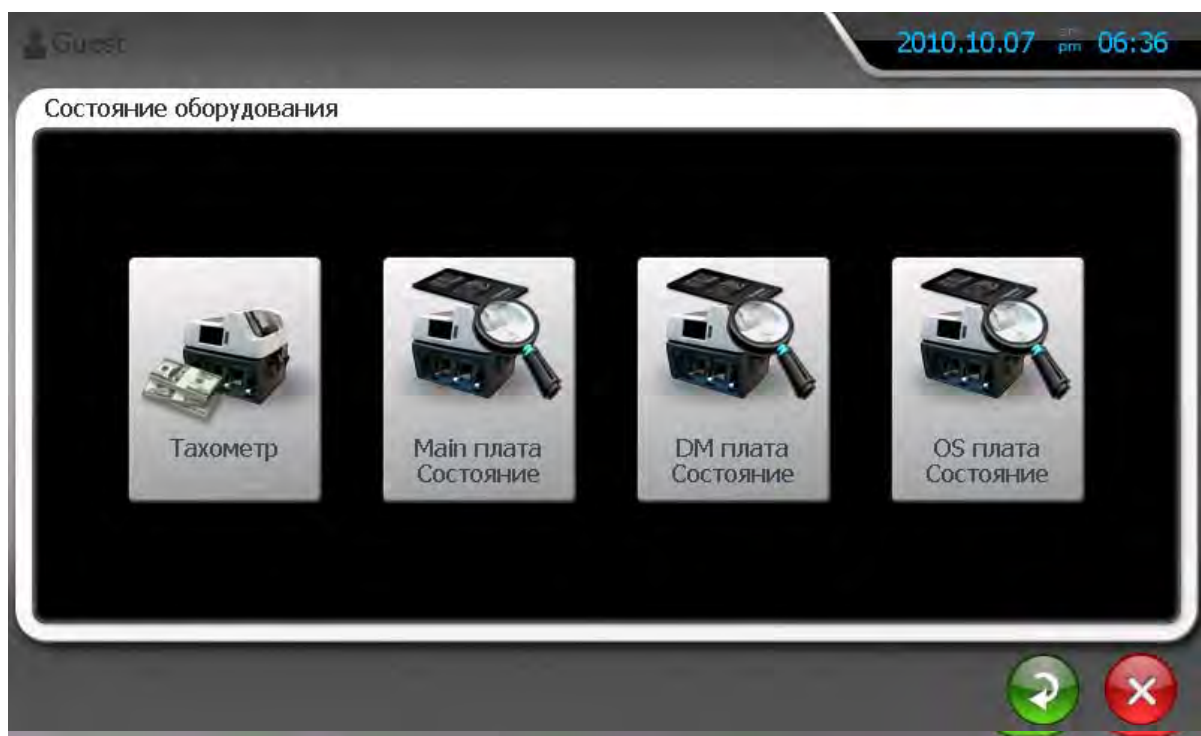 Guest
2010.10.07 am pm 06:36
Состояние оборудования
Тахометр
Main плата
Состояние
DM плата
Состояние
OS плата
Состояние